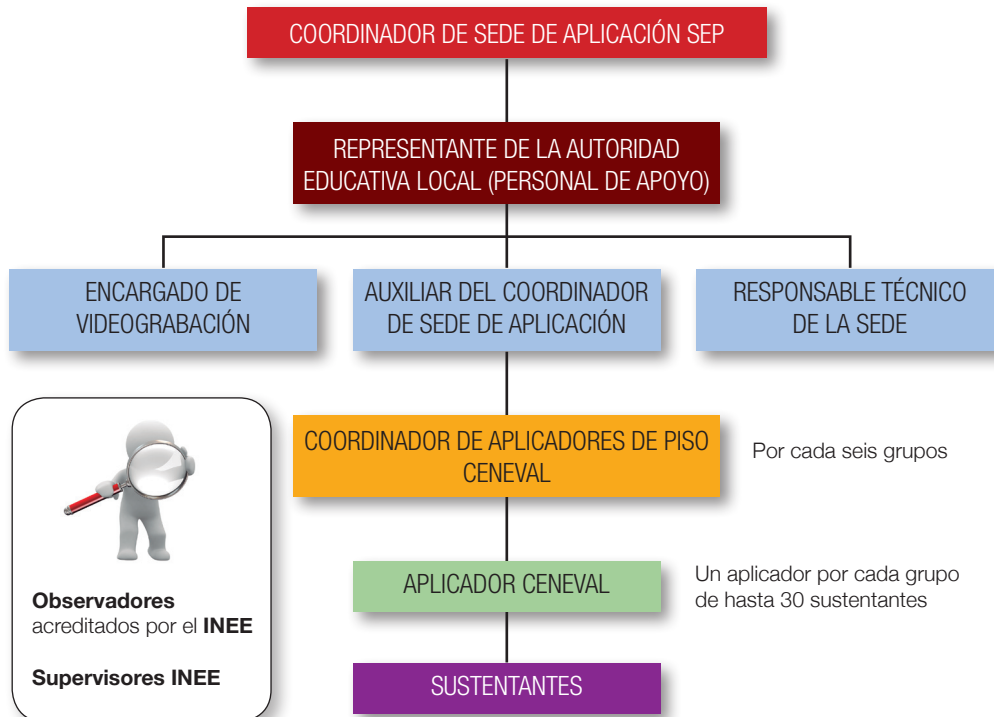 COORDINADOR DE SEDE DE APLICACIÓN SEP
REPRESENTANTE DE LA AUTORIDAD
EDUCATIVA LOCAL (PERSONAL DE APOYO)
ENCARGADO DE
VIDEOGRABACIÓN
AUXILIAR DEL COORDINADOR
DE SEDE DE APLICACIÓN
RESPONSABLE TÉCNICO
DE LA SEDE
COORDINADOR DE APLICADORES DE PISO
CENEVAL
Por cada seis grupos
APLICADOR CENEVAL
Un aplicador por cada grupo
de hasta 30 sustentantes
SUSTENTANTES
Observadores
acreditados por el INEE
Supervisores INEE